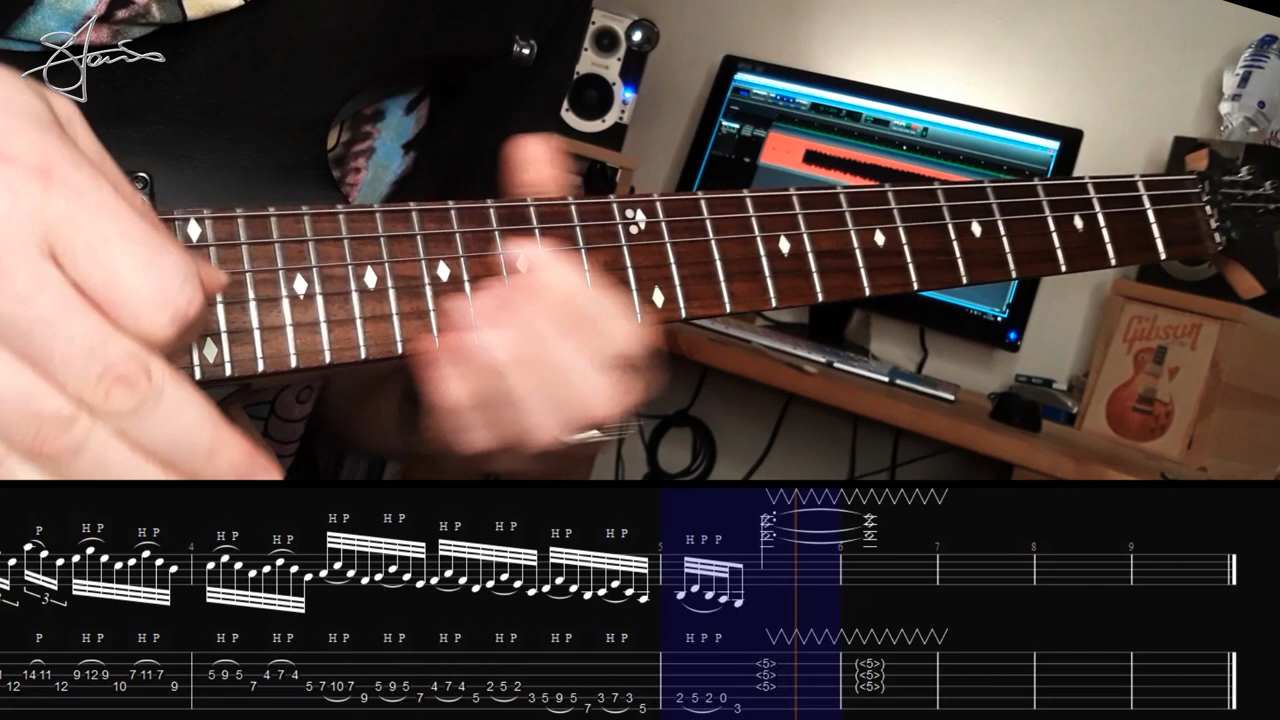 Gibson
P H P H P H P H P H P H P H P H P H P H P H P P
4 5 6 7 8 9
3
P H P H P H P H P H P H P H P H P H P H P H P P
<5> (<5>)
14 11 9 12 9 7 11 7 5 9 5 4 7 4 <5> (<5>)
12 12 10 9 7 5 7 10 7 5 9 5 4 7 4 2 5 2 <5> (<5>)
9 7 5 3 5 9 5 3 7 3 2 5 2 0
7 5 3